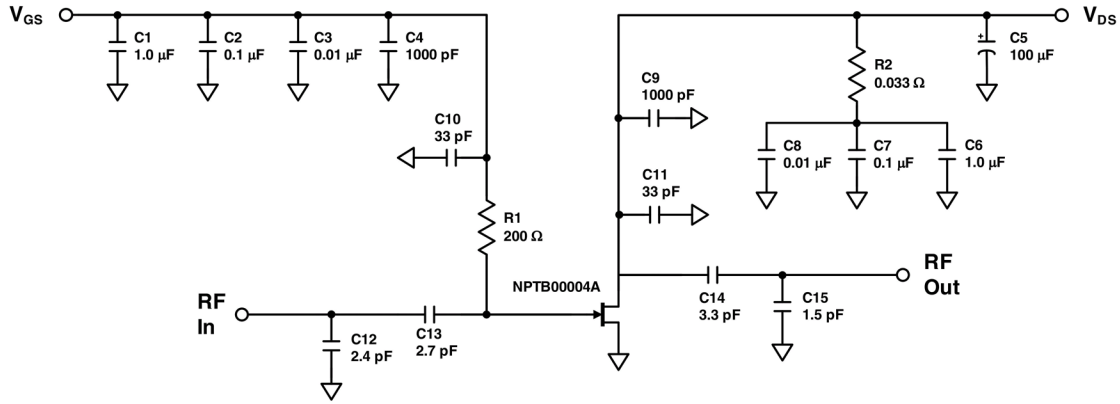 VGS
VDS
C1
1.0 µF
C2
0.1 µF
C3
0.01 µF
C4
1000 pF
C5
100 µF
+
R2
0.033 Ω
C9
1000 pF
C10
33 pF
C8
0.01 µF
C7
0.1 µF
C6
1.0 µF
C11
33 pF
R1
200 Ω
NPTB00004A
RF
Out
RF
In
C14
3.3 pF
C15
1.5 pF
C12
2.4 pF
C13
2.7 pF